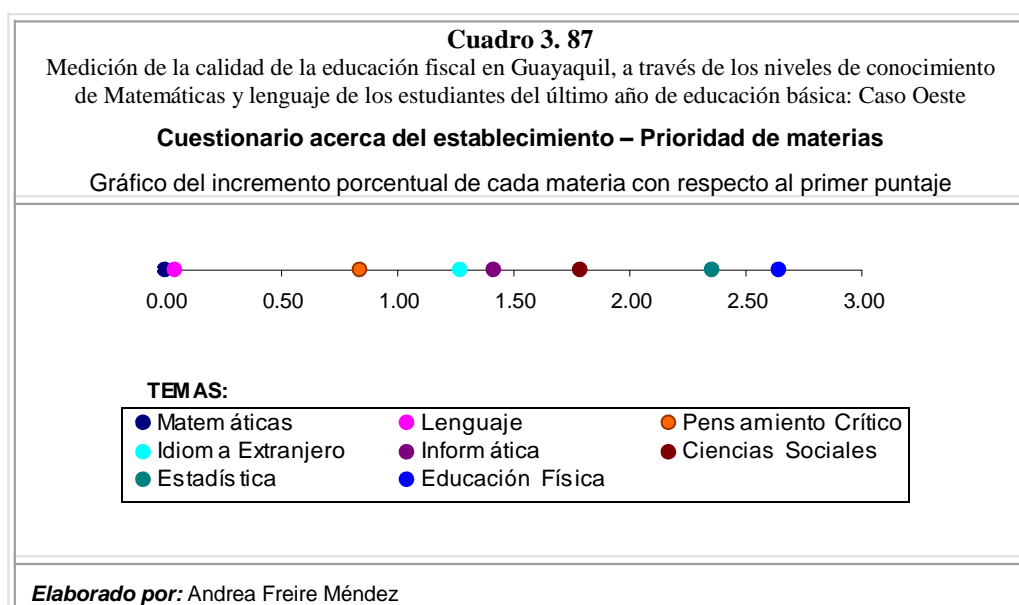 Cuadro 3. 87
Medición de la calidad de la educación fiscal en Guayaquil, a través de los niveles de conocimiento
de Matemáticas y lenguaje de los estudiantes del último año de educación básica: Caso Oeste
Cuestionario acerca del establecimiento – Prioridad de materias
Gráfico del incremento porcentual de cada materia con respecto al primer puntaje
0.00 0.50 1.00 1.50 2.00 2.50 3.00
TEMAS:
Matemáticas Lenguaje Pensamiento Crítico
Idioma Extranjero Informática Ciencias Sociales
Estadística Educación Física
Elaborado por: Andrea Freire Méndez